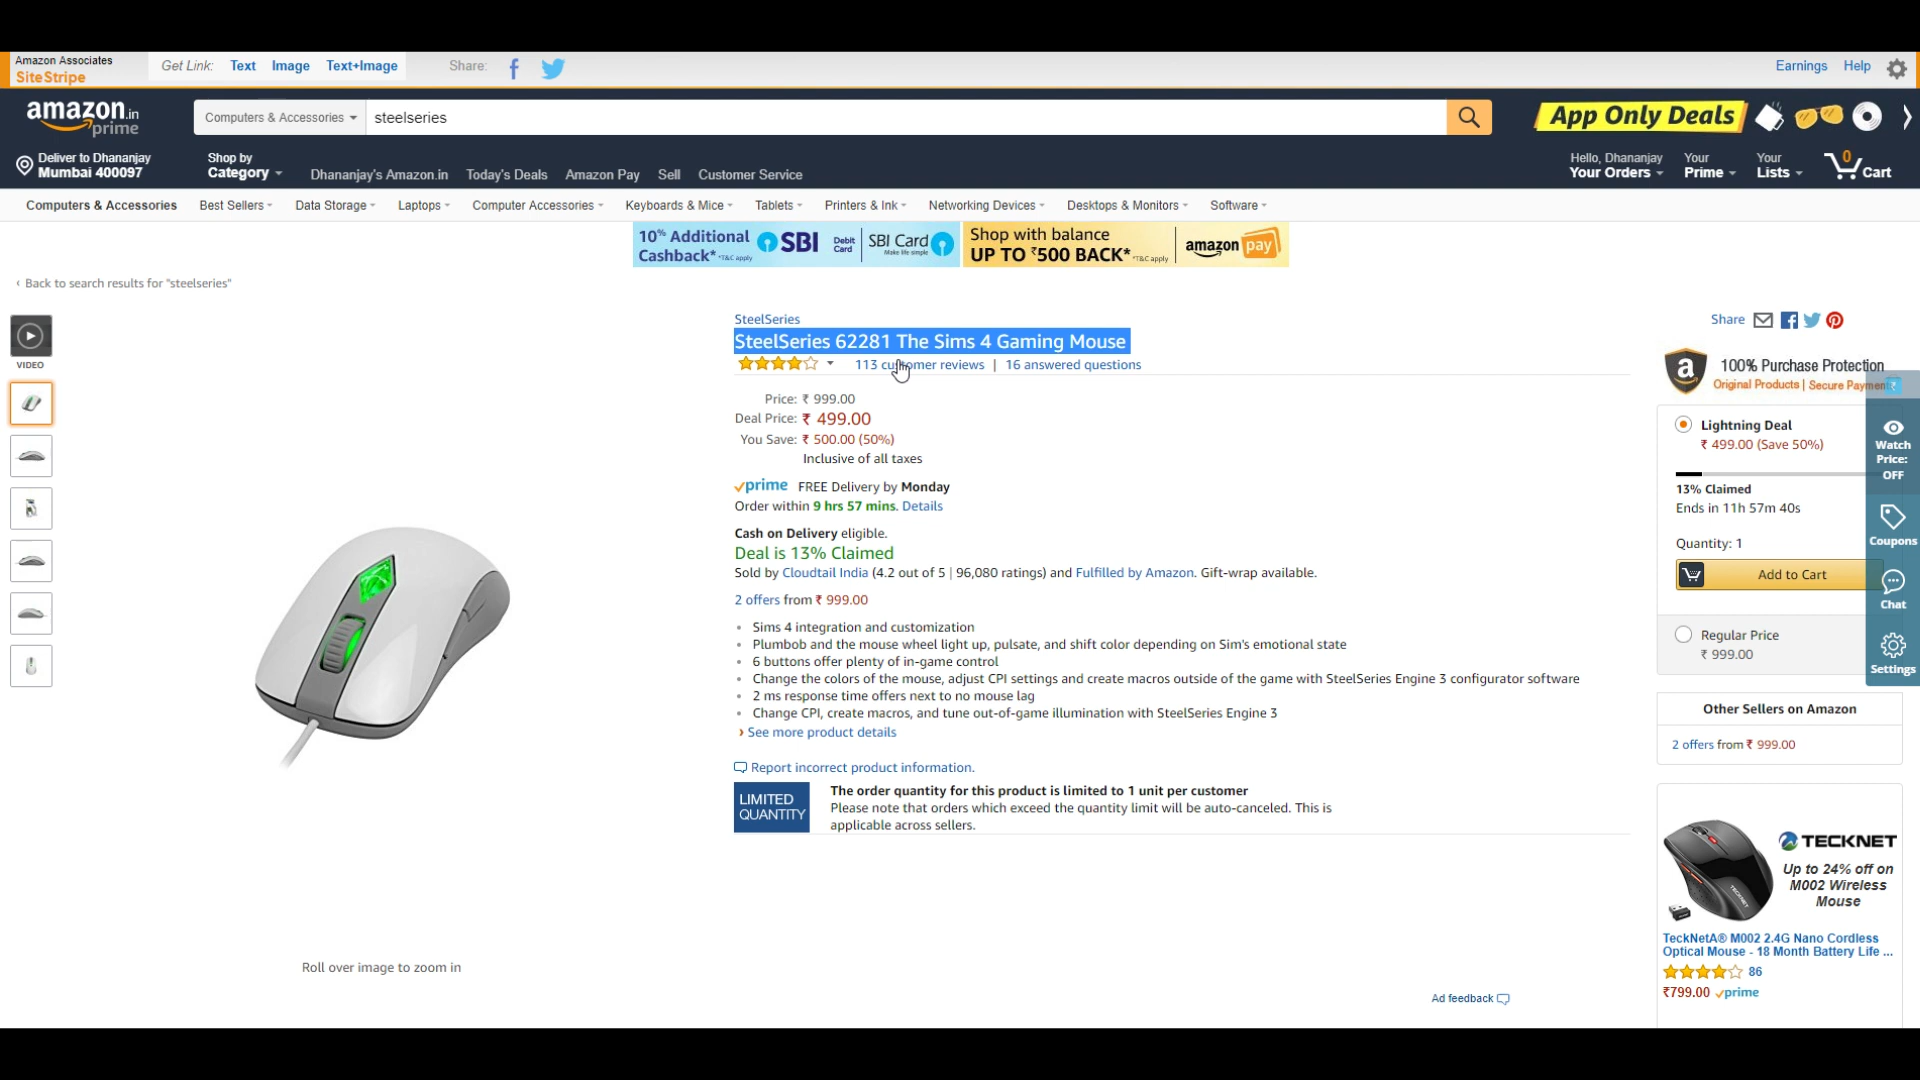 Amazon Associates
SiteStripe
Get Link: Text Image Text+Image
Share:
Earnings Help
amazon.in
prime
Computers & Accessories
steelseries
App Only Deals
Deliver to Dhananjay
Mumbai 400097
Shop by
Category
Dhananjay's Amazon.in Today's Deals Amazon Pay Sell Customer Service
Hello, Dhananjay
Your Orders
Your
Prime
Your
Lists
0
Cart
Computers & Accessories Best Sellers Data Storage Laptops Computer Accessories Keyboards & Mice Tablets Printers & Ink Networking Devices Desktops & Monitors Software
10% Additional
Cashback* *T&C apply
SBI Debit Card
SBI Card
Make life simple
Shop with balance
UP TO ₹500 BACK* *T&C apply
amazon pay
‹ Back to search results for "steelseries"
VIDEO
Roll over image to zoom in
SteelSeries
SteelSeries 62281 The Sims 4 Gaming Mouse
113 customer reviews | 16 answered questions
Price: ₹ 999.00
Deal Price: ₹ 499.00
You Save: ₹ 500.00 (50%)
Inclusive of all taxes
prime FREE Delivery by Monday
Order within 9 hrs 57 mins. Details
Cash on Delivery eligible.
Deal is 13% Claimed
Sold by Cloudtail India (4.2 out of 5 | 96,080 ratings) and Fulfilled by Amazon. Gift-wrap available.
2 offers from ₹ 999.00
• Sims 4 integration and customization
• Plumbob and the mouse wheel light up, pulsate, and shift color depending on Sim's emotional state
• 6 buttons offer plenty of in-game control
• Change the colors of the mouse, adjust CPI settings and create macros outside of the game with SteelSeries Engine 3 configurator software
• 2 ms response time offers next to no mouse lag
• Change CPI, create macros, and tune out-of-game illumination with SteelSeries Engine 3
› See more product details
Report incorrect product information.
LIMITED
QUANTITY
The order quantity for this product is limited to 1 unit per customer
Please note that orders which exceed the quantity limit will be auto-canceled. This is
applicable across sellers.
Ad feedback
Share
a
100% Purchase Protection
Original Products | Secure Payment
Lightning Deal
₹ 499.00 (Save 50%)
13% Claimed
Ends in 11h 57m 40s
Quantity: 1
Add to Cart
Regular Price
₹ 999.00
Watch
Price:
OFF
Coupons
Chat
Settings
Other Sellers on Amazon
2 offers from ₹ 999.00
TECKNET
Up to 24% off on
M002 Wireless
Mouse
TeckNetA® M002 2.4G Nano Cordless
Optical Mouse - 18 Month Battery Life ...
86
₹799.00 prime